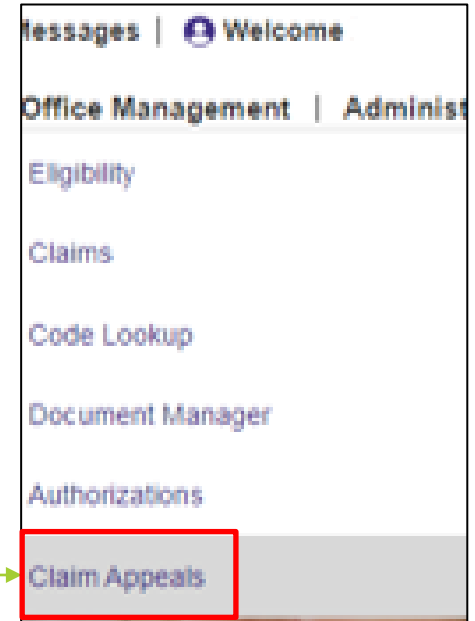 lessages | Welcome
Office Management | Administ
Eligibility
Claims
Code Lookup
Document Manager
Authorizations
Claim Appeals